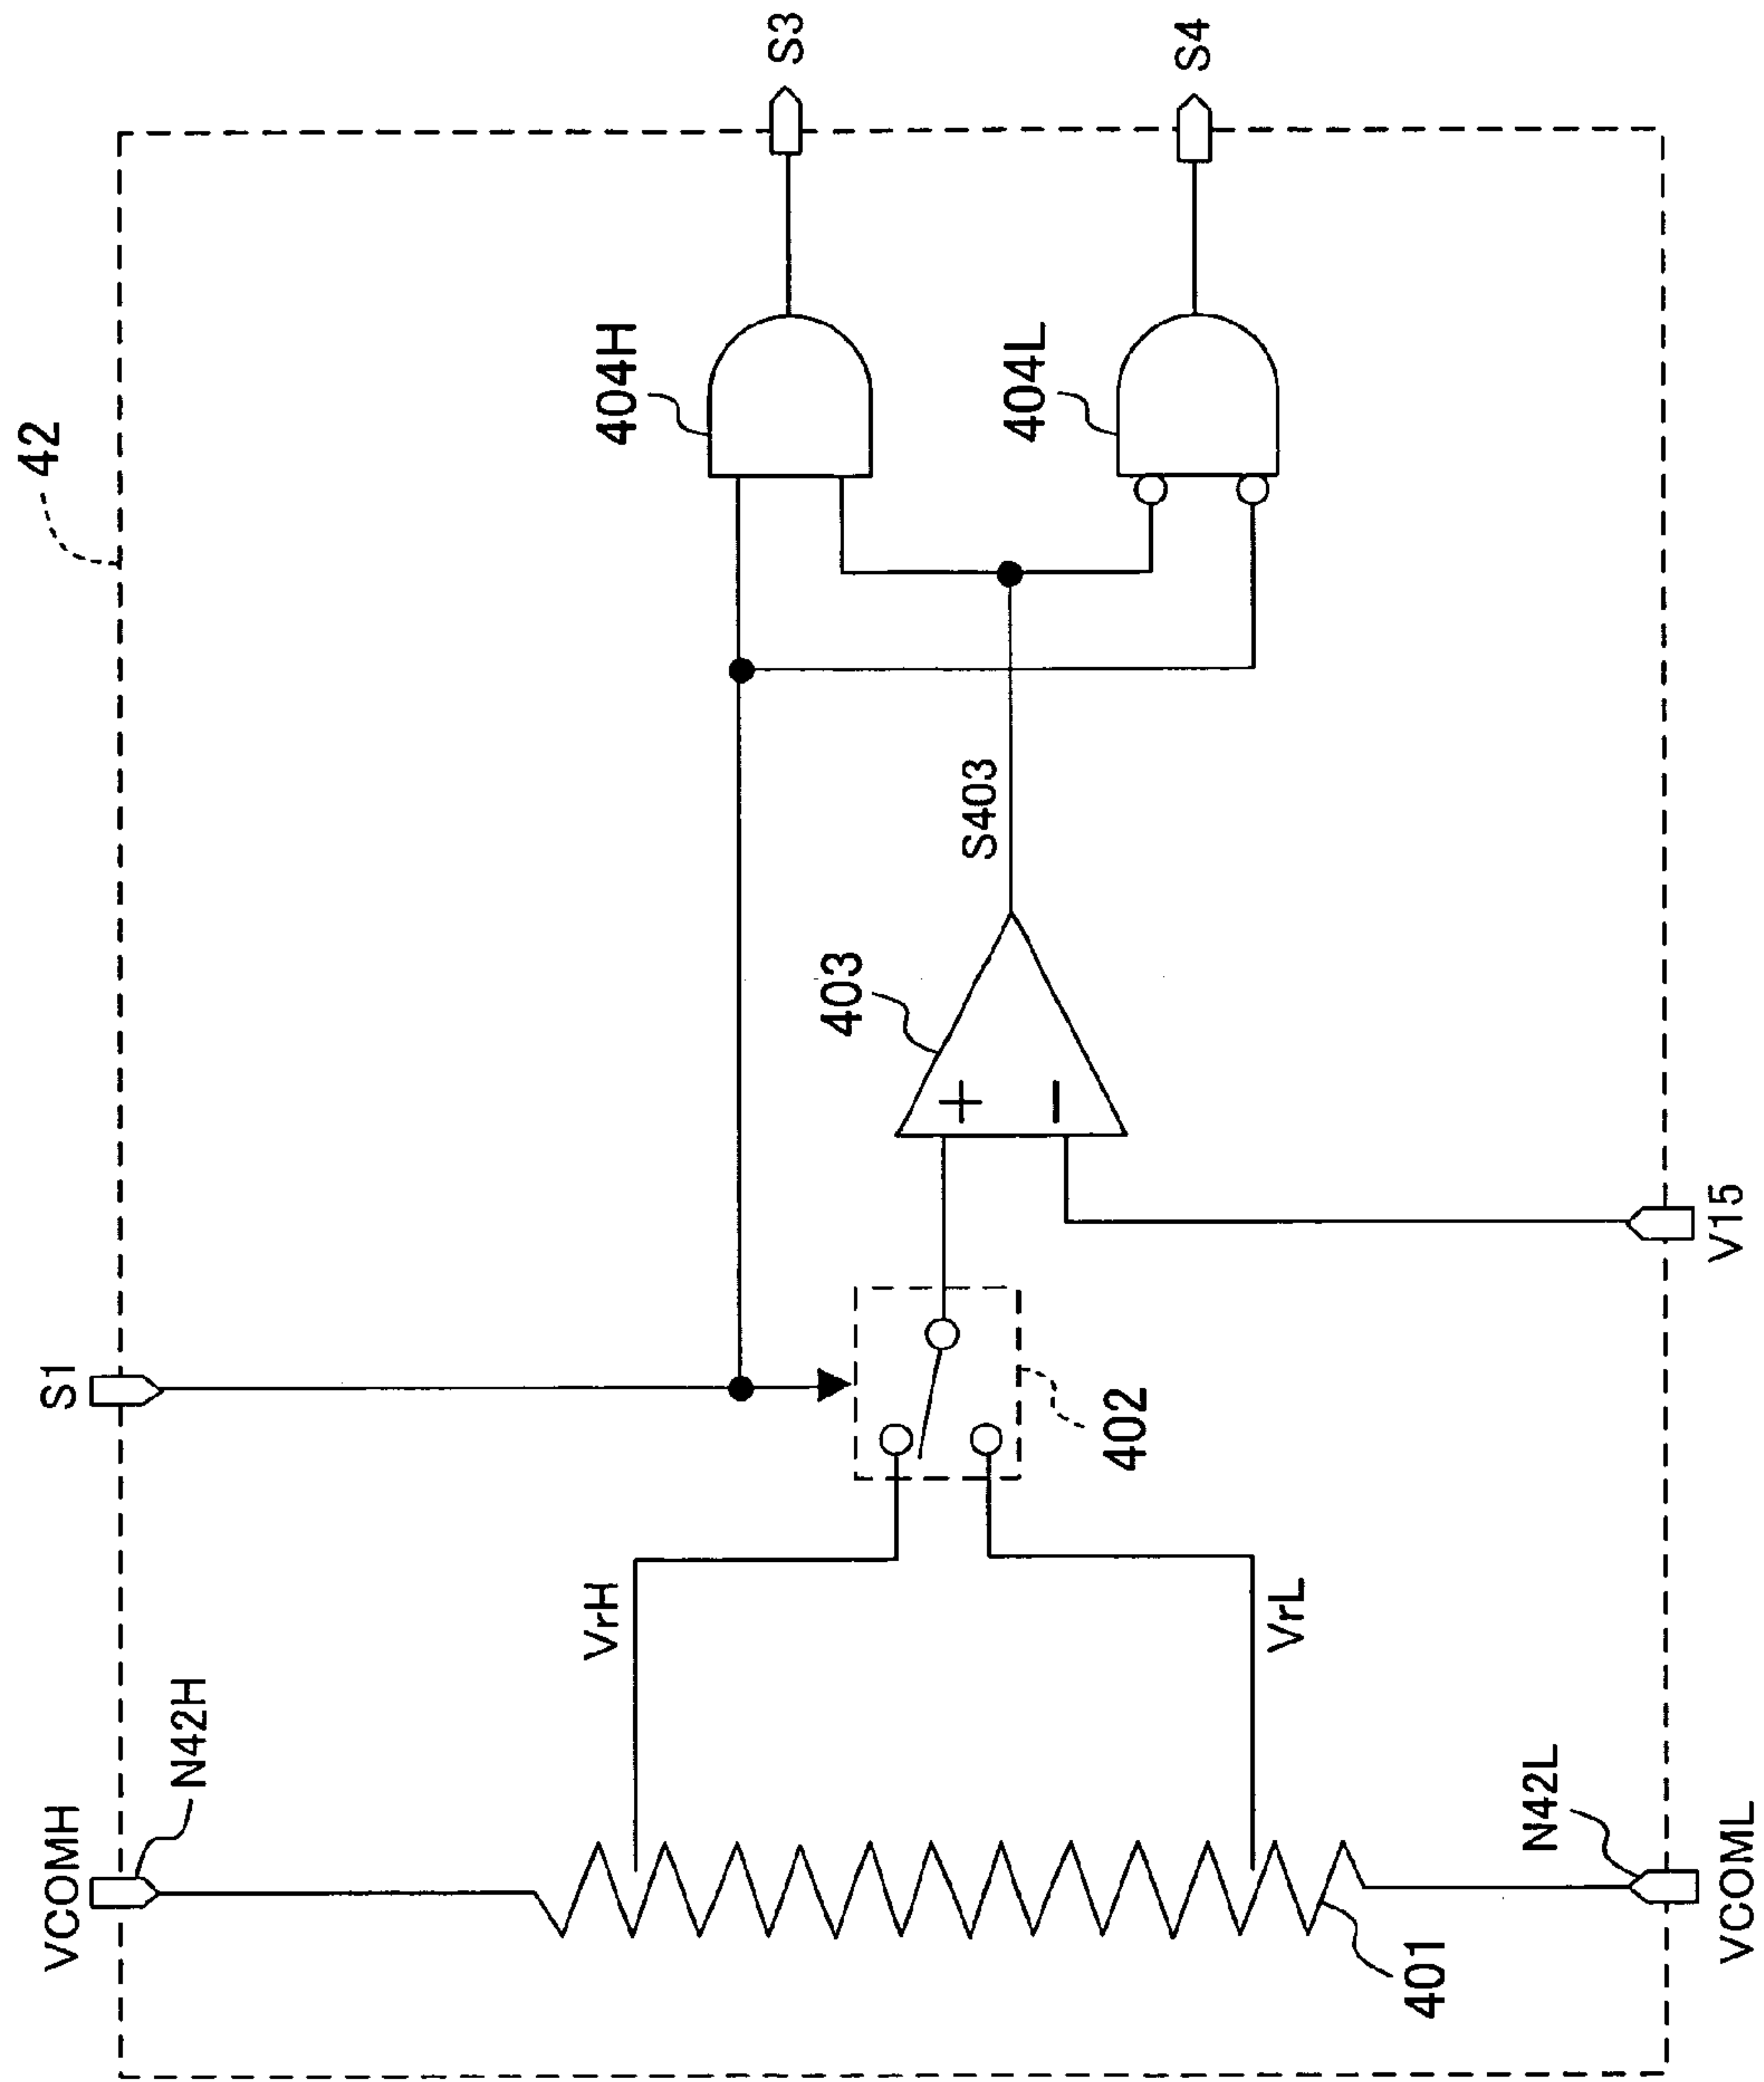 42
VCOMH
N42H
S1
S3
404H
VrH
403
S403
+
−
402
404L
S4
VrL
401
N42L
VCOML
V15